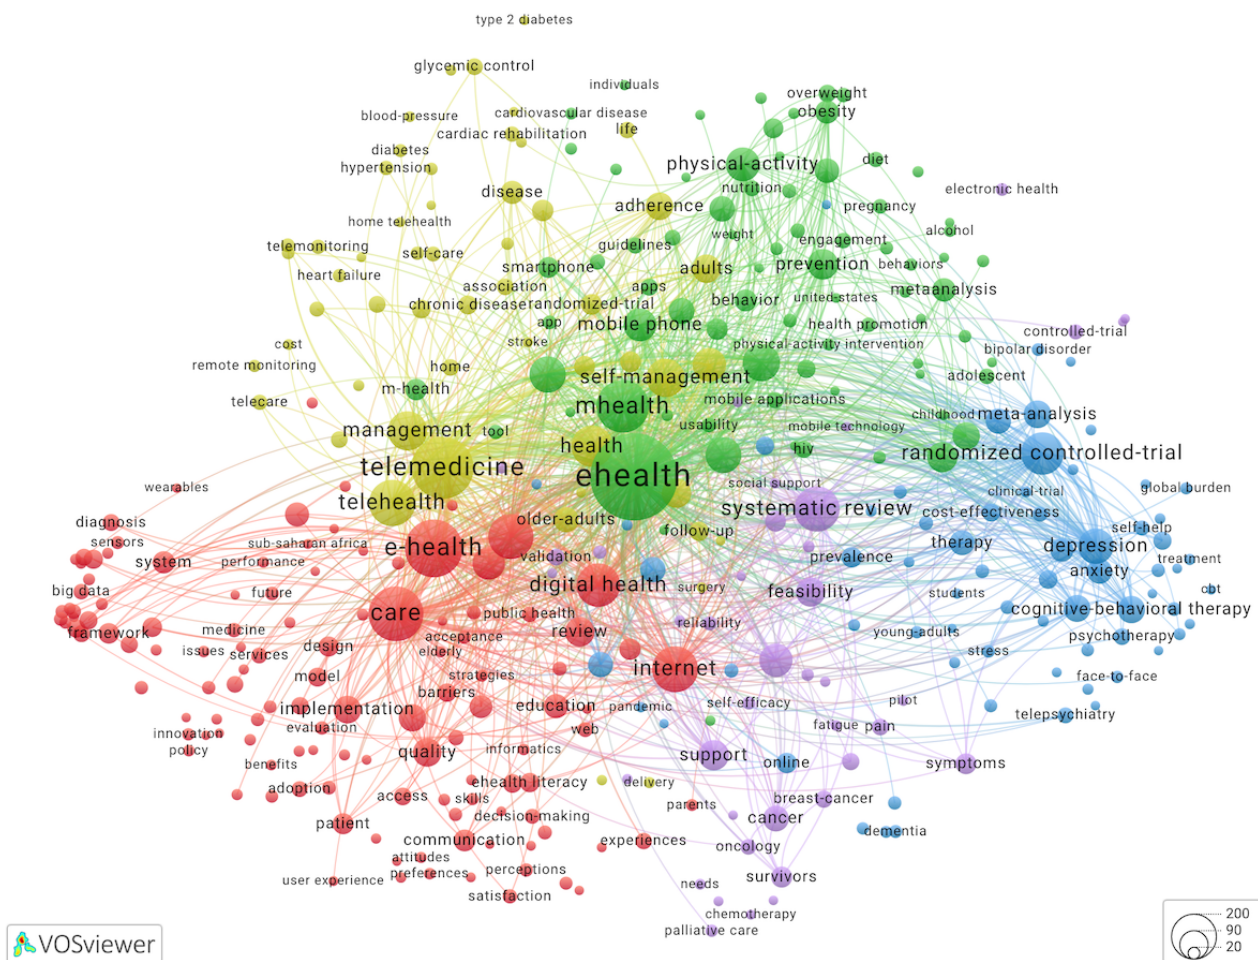 type 2 diabetes
glycemic control
individuals
overweight
obesity
blood-pressure
cardiovascular disease
life
cardiac rehabilitation
diabetes
hypertension
physical-activity
diet
nutrition
electronic health
disease
adherence
pregnancy
home telehealth
alcohol
weight
engagement
telemonitoring
guidelines
self-care
smartphone
adults
prevention
behaviors
heart failure
association
apps
metaanalysis
chronic disease
randomized-trial
behavior
united-states
app
mobile phone
health promotion
controlled-trial
cost
stroke
physical-activity intervention
bipolar disorder
remote monitoring
home
self-management
adolescent
m-health
telecare
mhealth
mobile applications
childhood
meta-analysis
management
tool
usability
mobile technology
health
hiv
randomized controlled-trial
telemedicine
ehealth
social support
wearables
clinical-trial
global burden
telehealth
systematic review
cost-effectiveness
diagnosis
older-adults
follow-up
self-help
sensors
sub-saharan africa
e-health
therapy
depression
system
performance
validation
prevalence
treatment
anxiety
big data
future
digital health
surgery
feasibility
students
cbt
care
public health
cognitive-behavioral therapy
framework
medicine
acceptance
review
reliability
young-adults
psychotherapy
issues
services
design
elderly
stress
model
strategies
internet
face-to-face
barriers
implementation
education
pandemic
self-efficacy
pilot
telepsychiatry
evaluation
web
fatigue
pain
innovation
policy
quality
informatics
support
online
symptoms
benefits
adoption
ehealth literacy
delivery
access
skills
parents
breast-cancer
patient
decision-making
cancer
dementia
communication
experiences
oncology
attitudes
preferences
perceptions
survivors
user experience
satisfaction
needs
chemotherapy
palliative care
VOSviewer
200
90
20